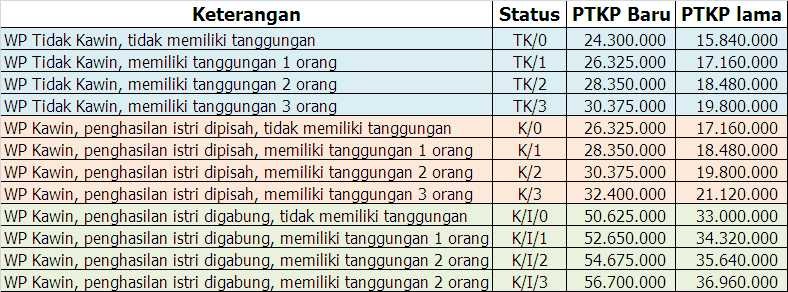 Keterangan Status PTKP Baru PTKP lama
WP Tidak Kawin, tidak memiliki tanggungan TK/0 24.300.000 15.840.000
WP Tidak Kawin, memiliki tanggungan 1 orang TK/1 26.325.000 17.160.000
WP Tidak Kawin, memiliki tanggungan 2 orang TK/2 28.350.000 18.480.000
WP Tidak Kawin, memiliki tanggungan 3 orang TK/3 30.375.000 19.800.000
WP Kawin, penghasilan istri dipisah, tidak memiliki tanggungan K/0 26.325.000 17.160.000
WP Kawin, penghasilan istri dipisah, memiliki tanggungan 1 orang K/1 28.350.000 18.480.000
WP Kawin, penghasilan istri dipisah, memiliki tanggungan 2 orang K/2 30.375.000 19.800.000
WP Kawin, penghasilan istri dipisah, memiliki tanggungan 3 orang K/3 32.400.000 21.120.000
WP Kawin, penghasilan istri digabung, tidak memiliki tanggungan K/I/0 50.625.000 33.000.000
WP Kawin, penghasilan istri digabung, memiliki tanggungan 1 orang K/I/1 52.650.000 34.320.000
WP Kawin, penghasilan istri digabung, memiliki tanggungan 2 orang K/I/2 54.675.000 35.640.000
WP Kawin, penghasilan istri digabung, memiliki tanggungan 2 orang K/I/3 56.700.000 36.960.000